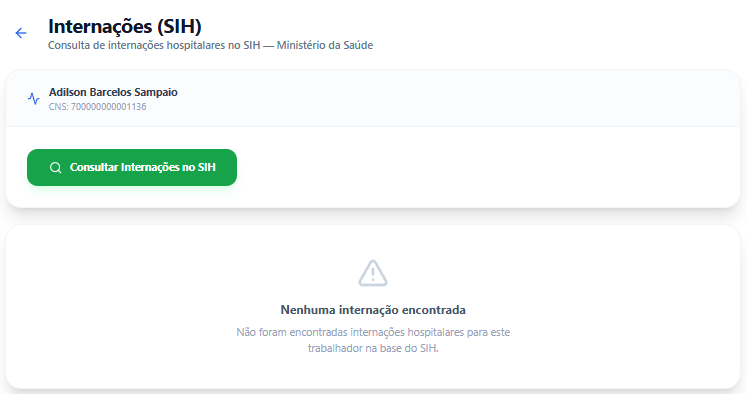 Internações (SIH)
Consulta de internações hospitalares no SIH — Ministério da Saúde
Adilson Barcelos Sampaio
CNS: 700000000001136
Consultar Internações no SIH
Nenhuma internação encontrada
Não foram encontradas internações hospitalares para este
trabalhador na base do SIH.